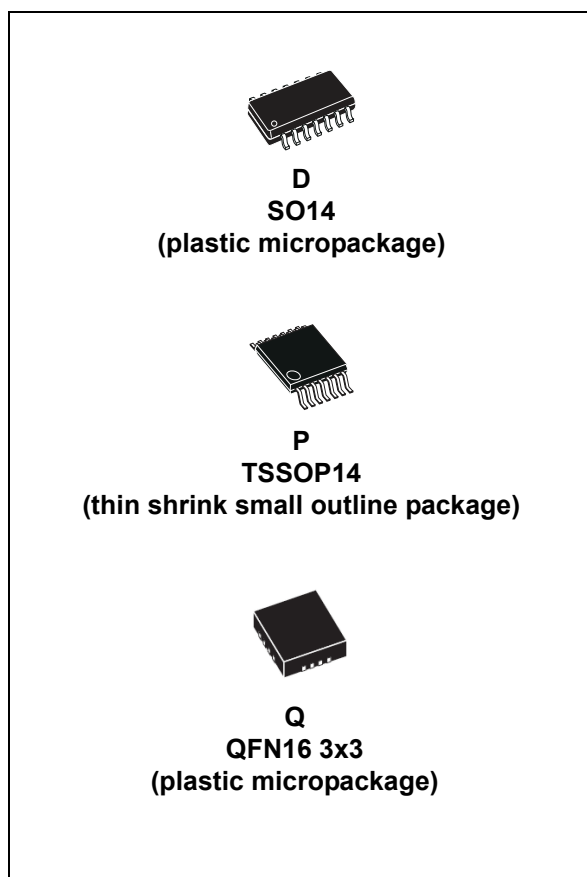 D
SO14
(plastic micropackage)
P
TSSOP14
(thin shrink small outline package)
Q
QFN16 3x3
(plastic micropackage)